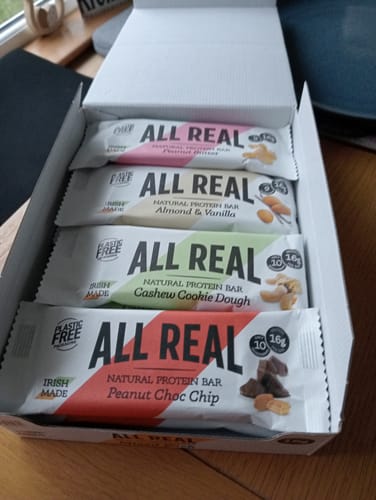 PLASTIC
FREE
ALL REAL
NATURAL PROTEIN BAR
Peanut Butter
PLASTIC
FREE
ALL REAL
IRISH
MADE
NATURAL PROTEIN BAR
Almond & Vanilla
PLASTIC
FREE
ALL REAL
10
16g
IRISH
MADE
NATURAL PROTEIN BAR
Cashew Cookie Dough
PLASTIC
FREE
ALL REAL
10
16g
IRISH
MADE
NATURAL PROTEIN BAR
Peanut Choc Chip
ALL REAL